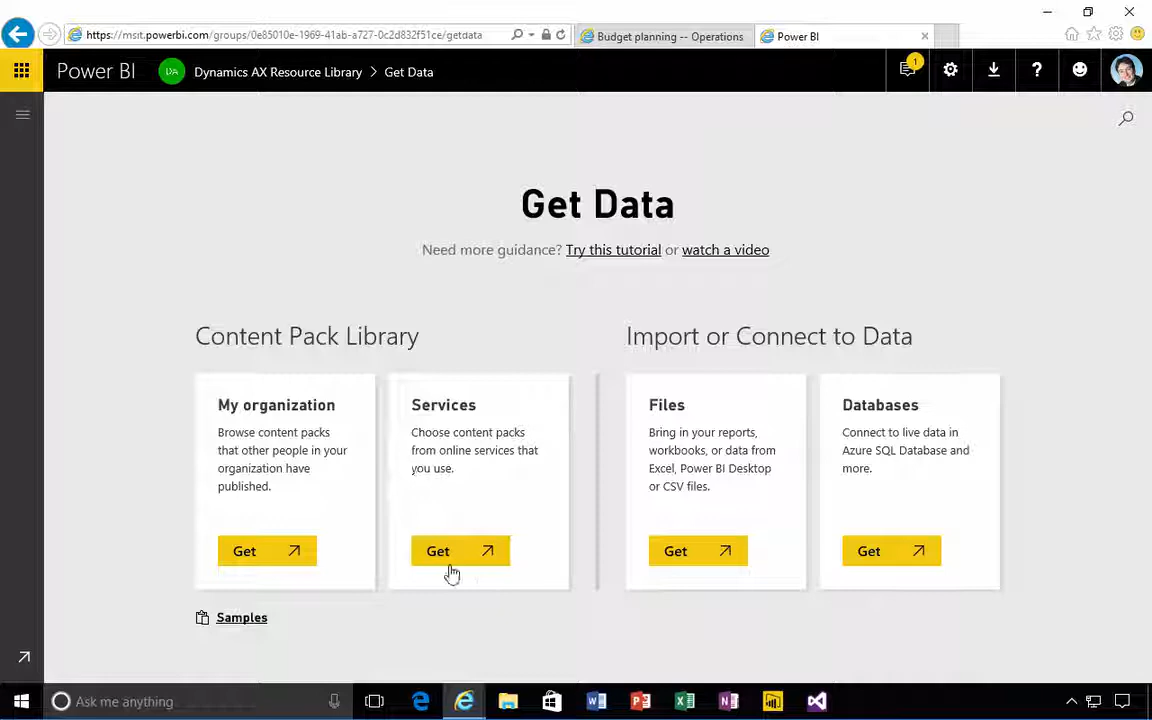 https://msit.powerbi.com/groups/0e85010e-1969-41ab-a727-0c2d832f51ce/getdata
Budget planning -- Operations
Power BI
Power BI
DA
Dynamics AX Resource Library > Get Data
1
?
Get Data
Need more guidance? Try this tutorial or watch a video
Content Pack Library
Import or Connect to Data
My organization
Browse content packs
that other people in your
organization have
published.
Get
Services
Choose content packs
from online services that
you use.
Get
Files
Bring in your reports,
workbooks, or data from
Excel, Power BI Desktop
or CSV files.
Get
Databases
Connect to live data in
Azure SQL Database and
more.
Get
Samples
Ask me anything